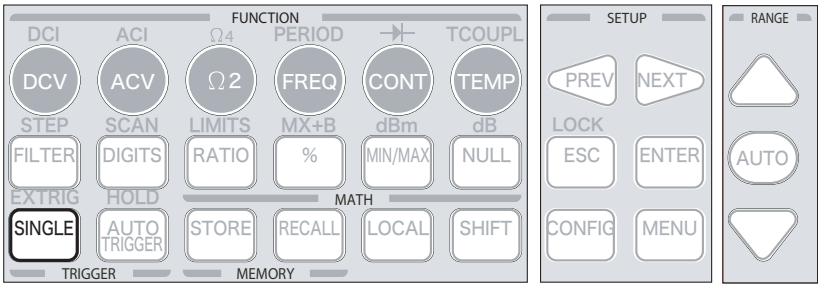 FUNCTION
SETUP
RANGE
DCI ACI Ω4 PERIOD TCOUPL
DCV ACV Ω2 FREQ CONT TEMP
PREV NEXT
STEP SCAN LIMITS MX+B dBm dB
LOCK
FILTER DIGITS RATIO % MIN/MAX NULL
ESC ENTER
AUTO
EXTRIG HOLD
MATH
SINGLE AUTO TRIGGER STORE RECALL LOCAL SHIFT
CONFIG MENU
TRIGGER MEMORY